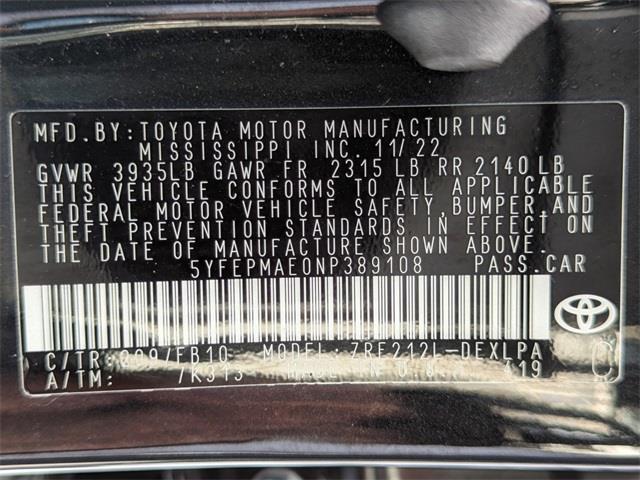 MFD.BY:TOYOTA MOTOR MANUFACTURING
MISSISSIPPI INC. 11/22
GVWR 3935LB GAWR FR 2315 LB RR 2140 LB
THIS VEHICLE CONFORMS TO ALL APPLICABLE
FEDERAL MOTOR VEHICLE SAFETY,BUMPER,AND
THEFT PREVENTION STANDARDS IN EFFECT ON
THE DATE OF MANUFACTURE SHOWN ABOVE.
5YFEPMAE0NP389108 PASS.CAR
C/TR: MODEL: ZRE212L-DEXLPA
A/TM: /K313